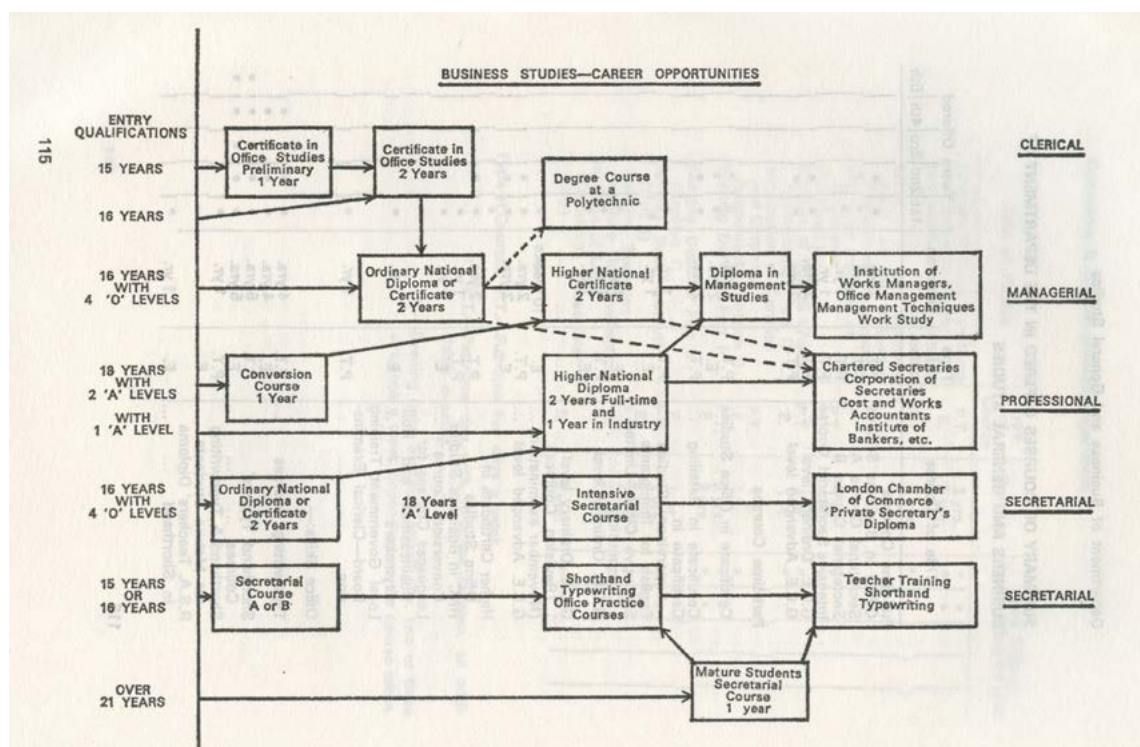 BUSINESS STUDIES—CAREER OPPORTUNITIES
115
ENTRY
QUALIFICATIONS
15 YEARS
Certificate in
Office Studies
Preliminary
1 Year
Certificate in
Office Studies
2 Years
CLERICAL
16 YEARS
Degree Course
at a
Polytechnic
16 YEARS
WITH
4 'O' LEVELS
Ordinary National
Diploma or
Certificate
2 Years
Higher National
Certificate
2 Years
Diploma in
Management
Studies
Institution of
Works Managers,
Office Management
Management Techniques
Work Study
MANAGERIAL
18 YEARS
WITH
2 'A' LEVELS
WITH
1 'A' LEVEL
Conversion
Course
1 Year
Higher National
Diploma
2 Years Full-time
and
1 Year in Industry
Chartered Secretaries
Corporation of
Secretaries
Cost and Works
Accountants
Institute of
Bankers, etc.
PROFESSIONAL
16 YEARS
WITH
4 'O' LEVELS
Ordinary National
Diploma or
Certificate
2 Years
18 Years
'A' Level
Intensive
Secretarial
Course
London Chamber
of Commerce
'Private Secretary's
Diploma
SECRETARIAL
15 YEARS
OR
16 YEARS
Secretarial
Course
A or B
Shorthand
Typewriting
Office Practice
Courses
Teacher Training
Shorthand
Typewriting
SECRETARIAL
OVER
21 YEARS
Mature Students
Secretarial
Course
1 year